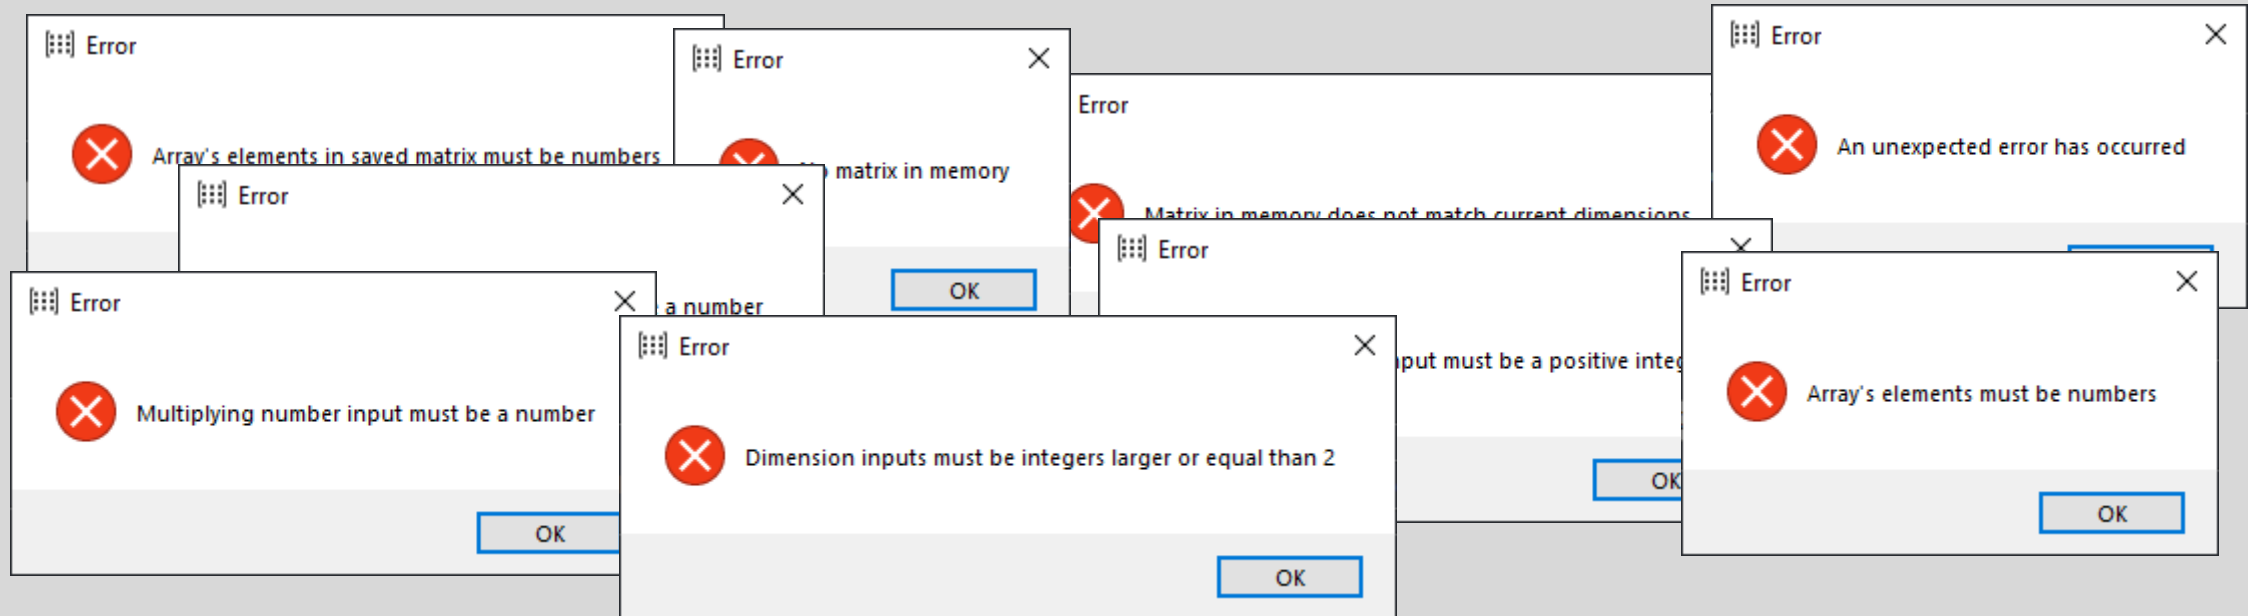 Error
Array's elements in saved matrix must be numbers
Error
matrix in memory
OK
Error
Matrix in memory does not match current dimensions
Error
An unexpected error has occurred
Error
a number
Error
must be a positive
OK
Error
Multiplying number input must be a number
OK
Error
Dimension inputs must be integers larger or equal than 2
OK
Error
Array's elements must be numbers
OK